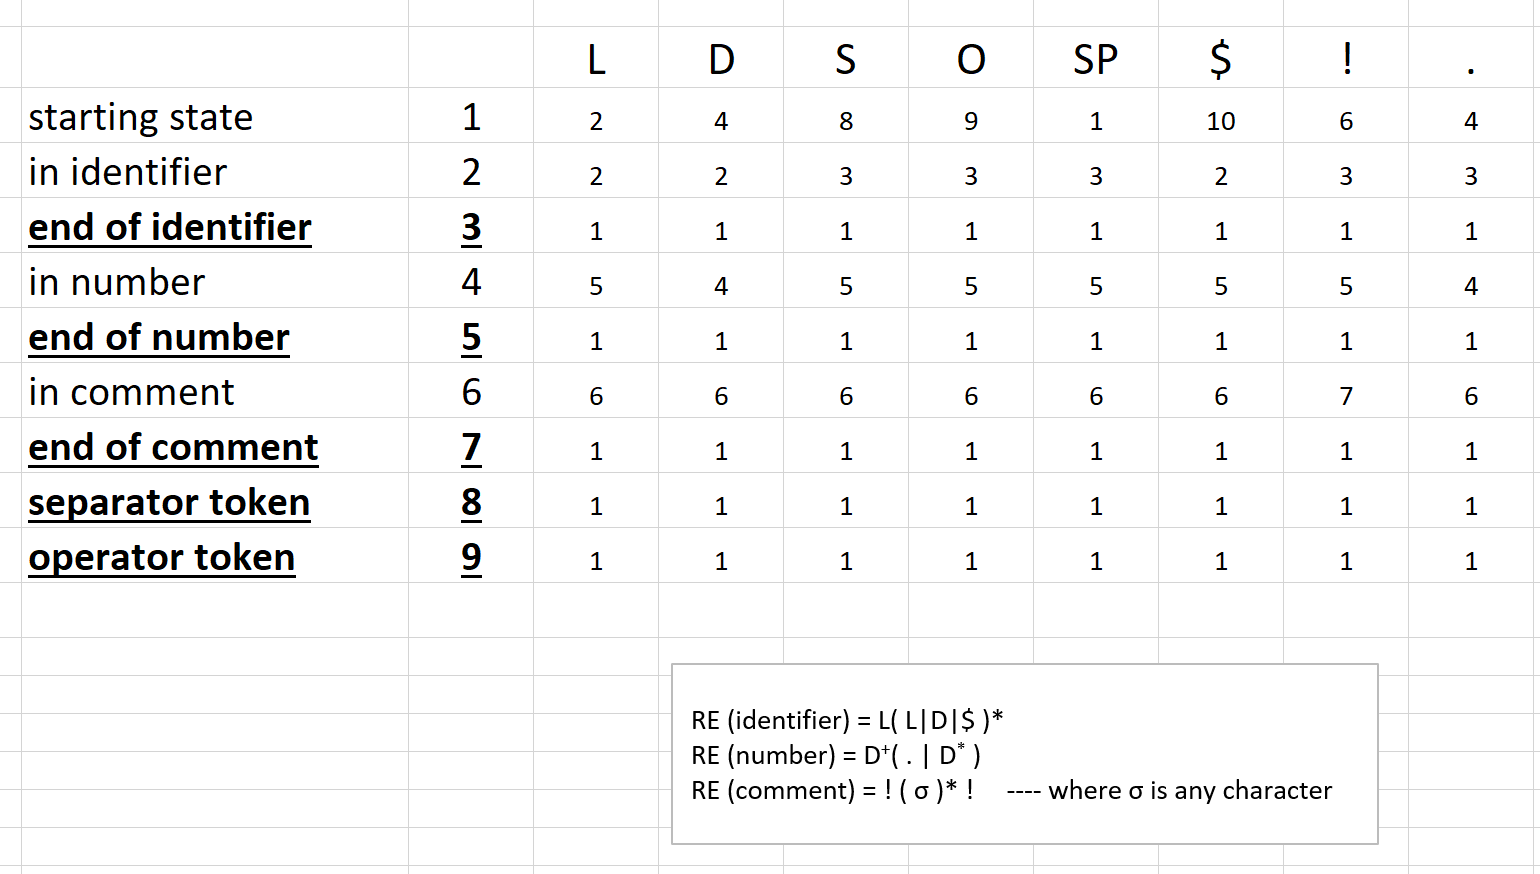 L D S O SP $ ! .
starting state 1 2 4 8 9 1 10 6 4
in identifier 2 2 2 3 3 3 2 3 3
end of identifier 3 1 1 1 1 1 1 1 1
in number 4 5 4 5 5 5 5 5 4
end of number 5 1 1 1 1 1 1 1 1
in comment 6 6 6 6 6 6 6 7 6
end of comment 7 1 1 1 1 1 1 1 1
separator token 8 1 1 1 1 1 1 1 1
operator token 9 1 1 1 1 1 1 1 1
RE (identifier) = L( L|D|$ )*
RE (number) = D⁺( . | D* )
RE (comment) = ! ( σ )* ! ---- where σ is any character